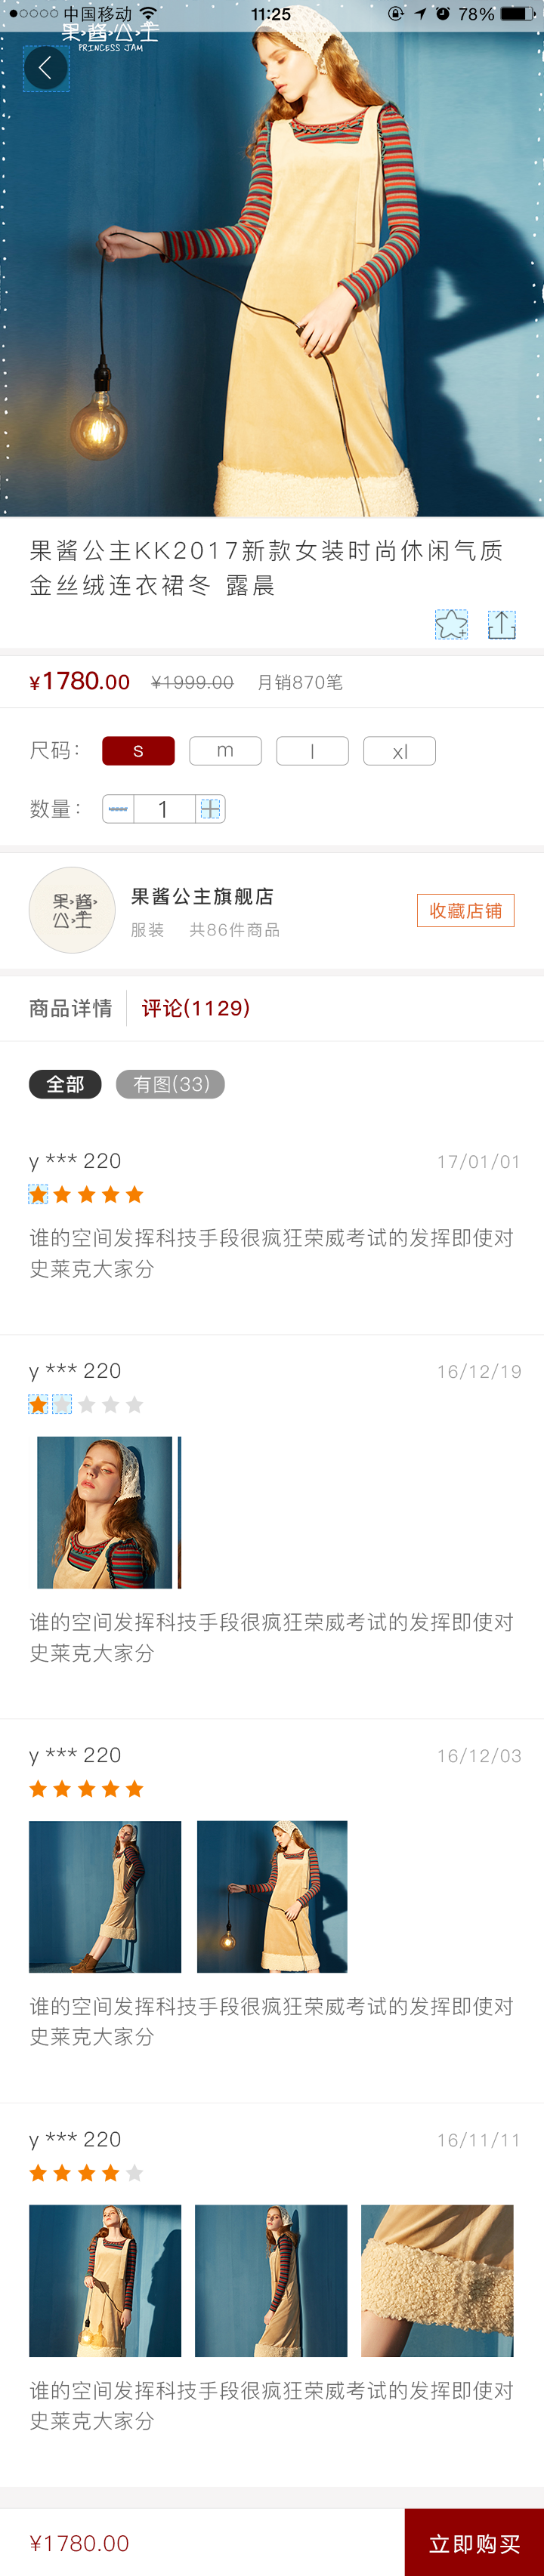 中国移动 11:25 78%
果酱公主
PRINCESS JAM
果酱公主KK2017新款女装时尚休闲气质
金丝绒连衣裙冬 露晨
¥1780.00 ¥1999.00 月销870笔
尺码： s m l xl
数量： 1
果酱
公主
果酱公主旗舰店
服装 共86件商品
收藏店铺
商品详情 评论(1129)
全部 有图(33)
y *** 220 17/01/01
谁的空间发挥科技手段很疯狂荣威考试的发挥即使对
史莱克大家分
y *** 220 16/12/19
谁的空间发挥科技手段很疯狂荣威考试的发挥即使对
史莱克大家分
y *** 220 16/12/03
谁的空间发挥科技手段很疯狂荣威考试的发挥即使对
史莱克大家分
y *** 220 16/11/11
谁的空间发挥科技手段很疯狂荣威考试的发挥即使对
史莱克大家分
¥1780.00 立即购买